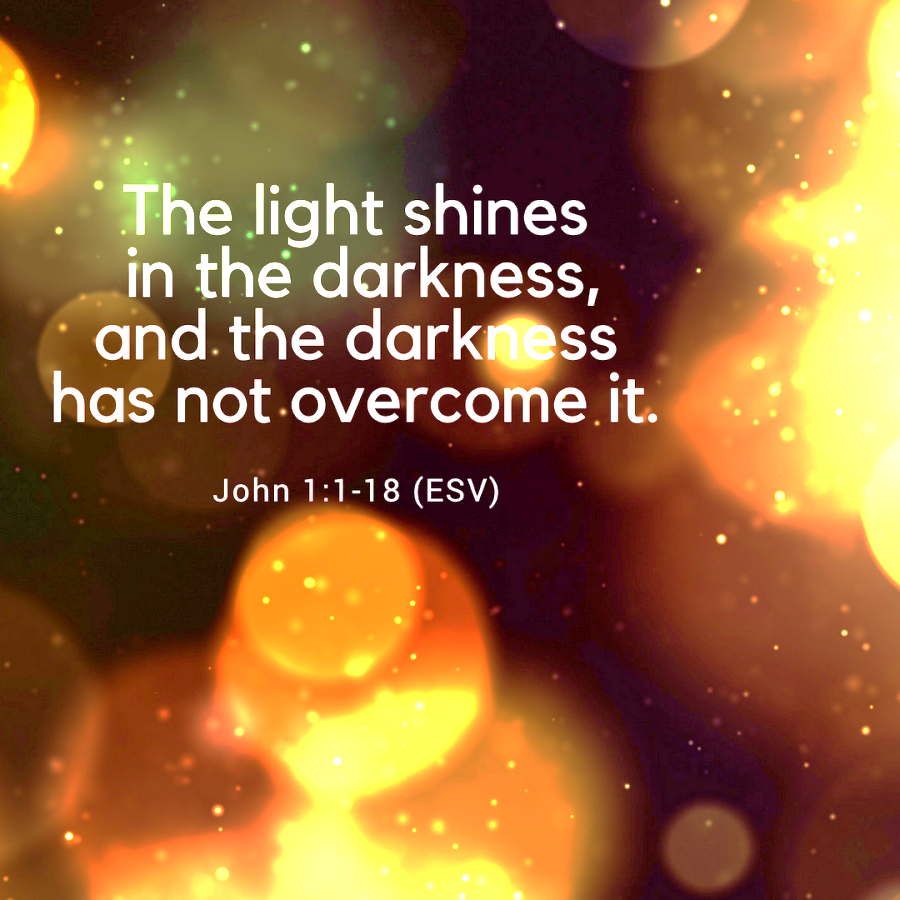 The light shines
in the darkness,
and the darkness
has not overcome it.
John 1:1-18 (ESV)